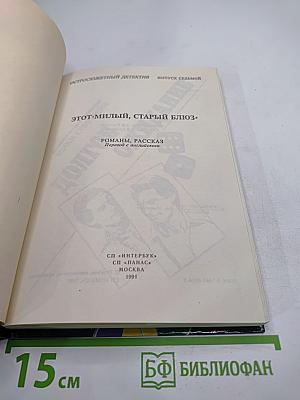 ОСТРОСЮЖЕТНЫЙ ДЕТЕКТИВ ВЫПУСК СЕДЬМОЙ
ЭТОТ МИЛЫЙ, СТАРЫЙ БЛЮЗ
РОМАНЫ, РАССКАЗ
Перевод с английского
СП «ИНТЕРБУК»
СП «ПАНАС»
МОСКВА
1991
15 см
БФ БИБЛИОФАН